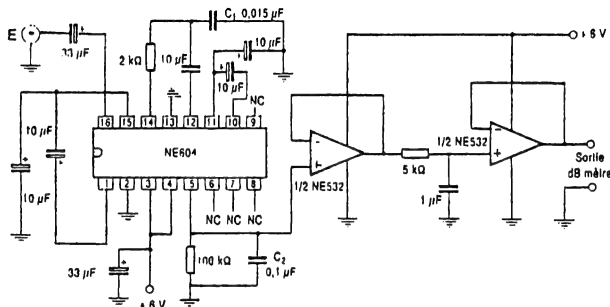 E
33 µF
2 kΩ
10 µF
C1 0,015 µF
10 µF
10 µF
NC
+ 6 V
16 15 14 13 12 11 10 9
NE604
1 2 3 4 5 6 7 8
10 µF
10 µF
NC NC NC
33 µF
+ 6 V
100 kΩ
C2
0,1 µF
-
+
1/2 NE532
5 kΩ
1 µF
-
+
1/2 NE532
Sortie
dB mètre